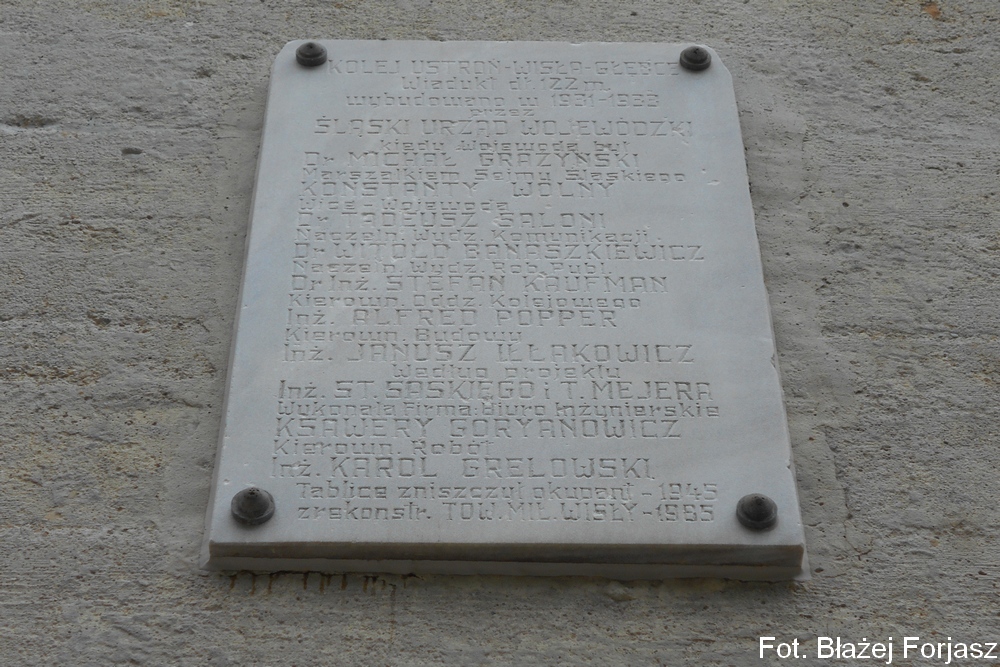 KOLEJ USTROŃ-WISŁA-GŁĘBCE
Wiadukt dł. 122 m.
wybudowano w 1931-1933
przez
ŚLĄSKI URZĄD WOJEWÓDZKI
kiedy Wojewodą był
Dr MICHAŁ GRAŻYŃSKI
Marszałkiem Sejmu Śląskiego
KONSTANTY WOLNY
Wice-Wojewodą
Dr TADEUSZ SALONI
Naczeln. Wydz. Komunikacji
Dr WITOLD BANASZKIEWICZ
Naczeln. Wydz. Rob. Publ.
Dr Inż. STEFAN KAUFMAN
Kierown. Oddz. Kolejowego
Inż. ALFRED POPPER
Kierown. Budowy
Inż. JANUSZ IŁŁAKOWICZ
Według projektu
Inż. ST. SASKIEGO i T. MEJERA
Wykonała Firma: Biuro Inżynierskie
KSAWERY GORYANOWICZ
Kierown. Robót
Inż. KAROL GRELOWSKI
Tablicę zniszczył okupant - 1945
zrekonstr. TOW. MIŁ. WISŁY - 1985
Fot. Błażej Forjasz